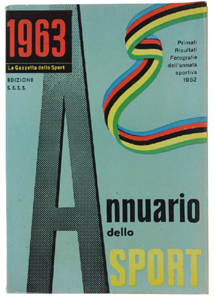 1963
La Gazzetta dello Sport
EDIZIONE
S.E.S.S.
Primati
Risultati
Fotografie
dell'annata
sportiva
1962
Annuario
dello
SPORT